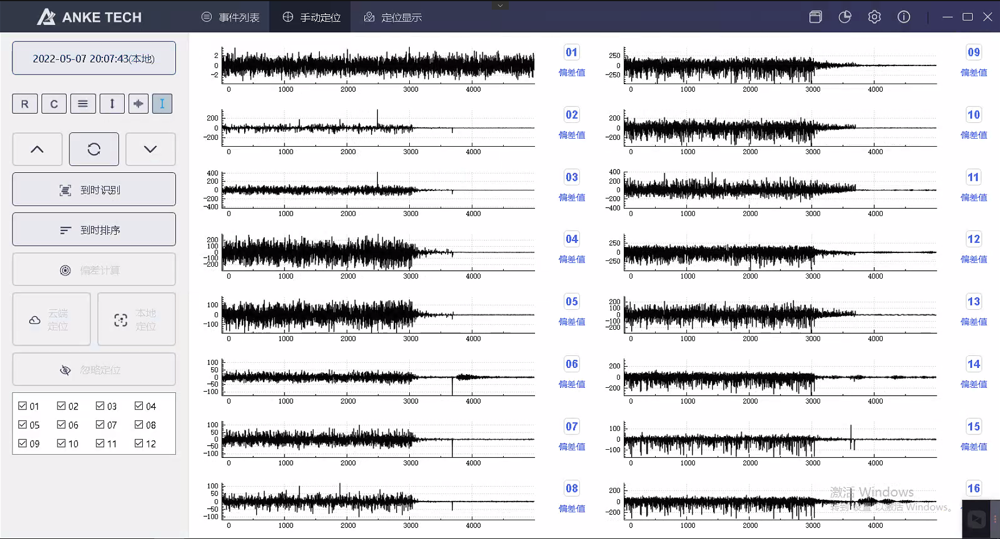 ANKE TECH
事件列表
手动定位
定位显示
2022-05-07 20:07:43(本地)
R C
到时识别
到时排序
偏差计算
云端
定位
本地
定位
忽略定位
01 02 03 04
05 06 07 08
09 10 11 12
2
0
-2
0 1000 2000 3000 4000
01
偏差值
200
0
-200
0 1000 2000 3000 4000
02
偏差值
400
200
0
-200
-400
0 1000 2000 3000 4000
03
偏差值
200
100
0
-100
-200
0 1000 2000 3000 4000
04
偏差值
100
0
-100
0 1000 2000 3000 4000
05
偏差值
100
50
0
-50
-100
0 1000 2000 3000 4000
06
偏差值
100
50
0
-50
-100
0 1000 2000 3000 4000
07
偏差值
100
50
0
-50
-100
0 1000 2000 3000 4000
08
偏差值
250
0
-250
0 1000 2000 3000 4000
09
偏差值
200
0
-200
0 1000 2000 3000 4000
10
偏差值
400
200
0
-200
-400
0 1000 2000 3000 4000
11
偏差值
250
0
-250
0 1000 2000 3000 4000
12
偏差值
200
100
0
-100
-200
0 1000 2000 3000 4000
13
偏差值
200
0
-200
0 1000 2000 3000 4000
14
偏差值
100
0
-100
0 1000 2000 3000 4000
15
偏差值
200
0
-200
0 1000 2000 3000 4000
16
激活 Windows
转到"设置"以激活 Windows。